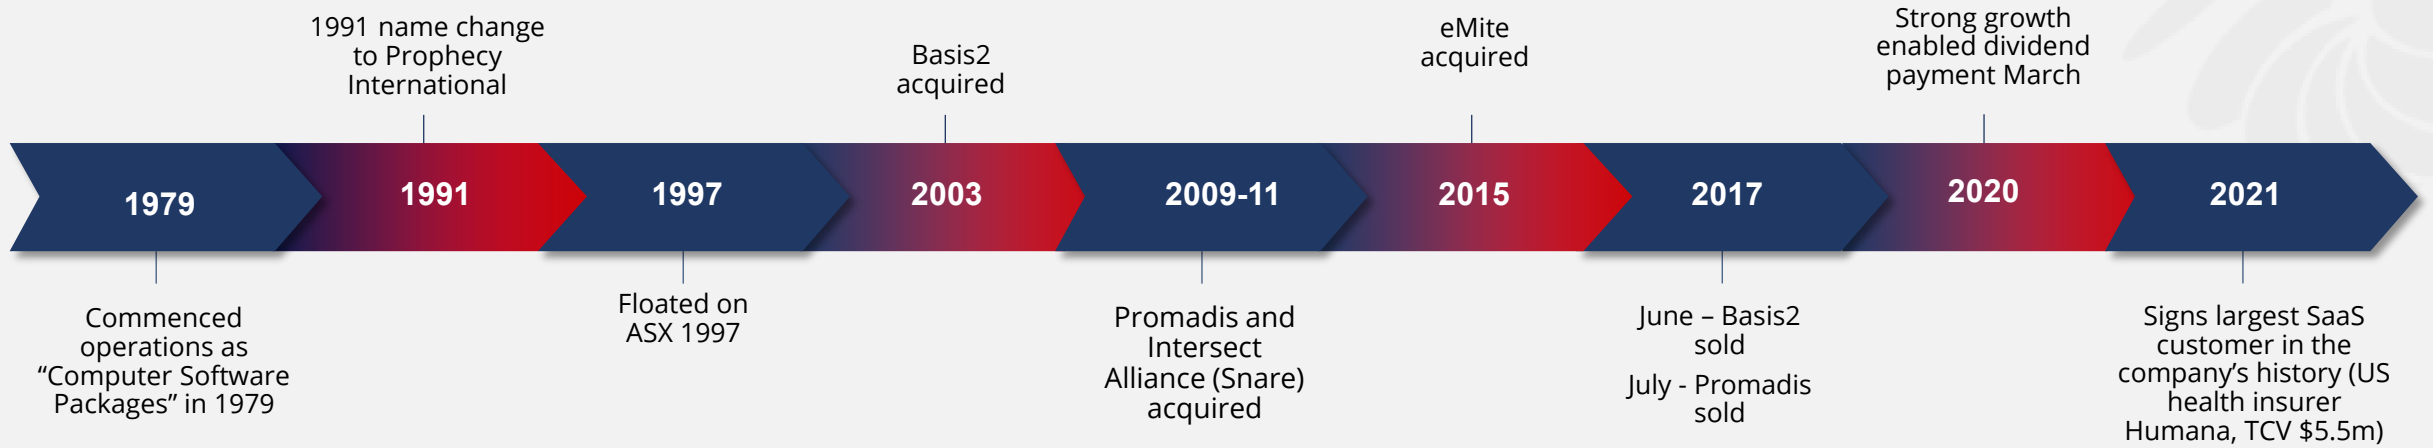 1991 name change
to Prophecy
International
Basis2
acquired
eMite
acquired
Strong growth
enabled dividend
payment March
1979
1991
1997
2003
2009-11
2015
2017
2020
2021
Commenced
operations as
“Computer Software
Packages” in 1979
Floated on
ASX 1997
Promadis and
Intersect
Alliance (Snare)
acquired
June – Basis2
sold
July - Promadis
sold
Signs largest SaaS
customer in the
company’s history (US
health insurer
Humana, TCV $5.5m)